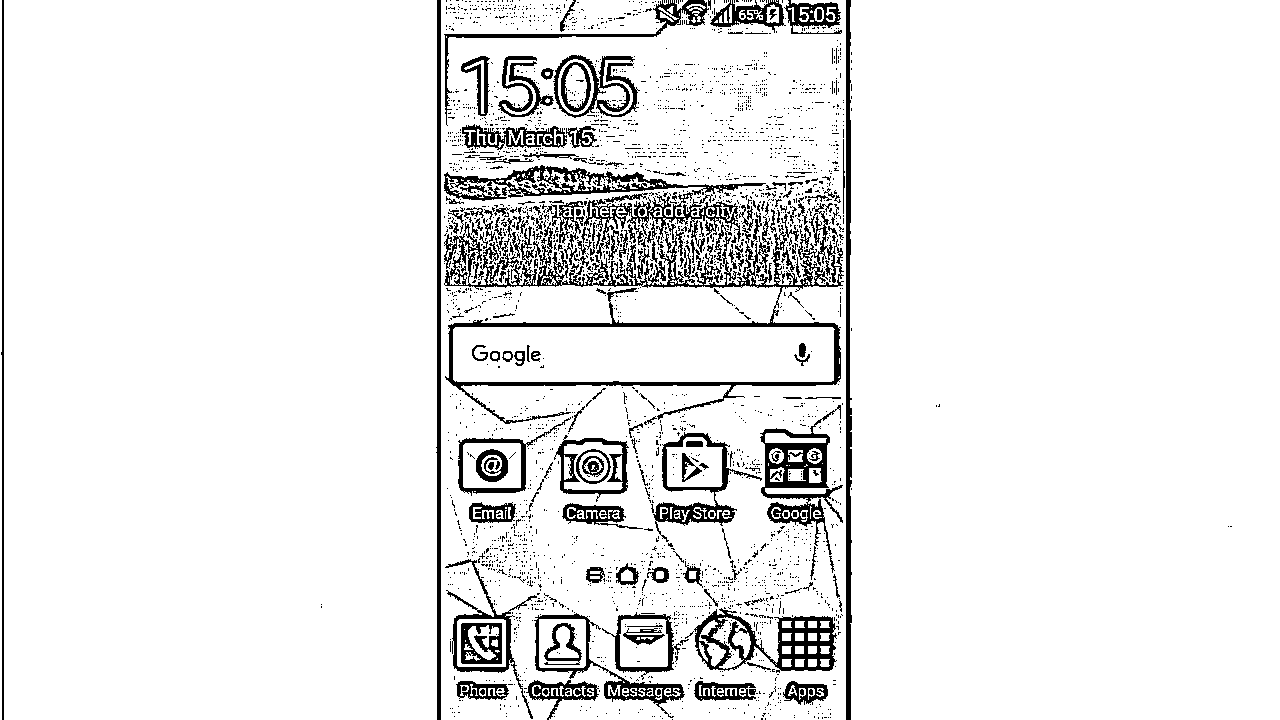 65% 15:05
15:05
Thu, March 15
Tap here to add a city
Google
Email Camera Play Store Google
Phone Contacts Messages Internet Apps